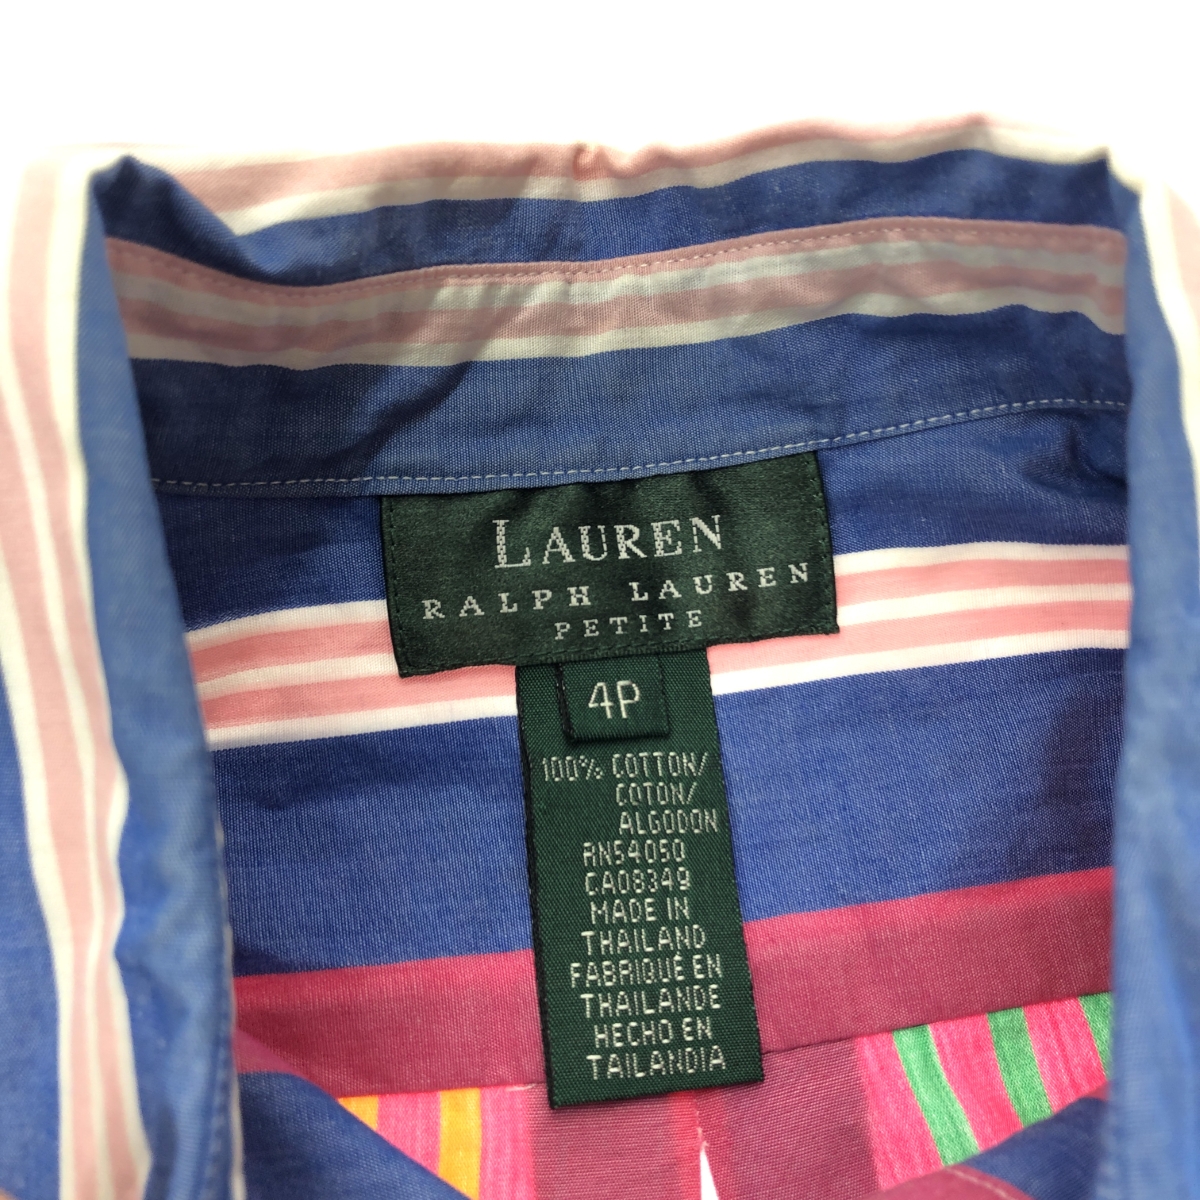 LAUREN
RALPH LAUREN
PETITE
4P
100% COTTON/
COTON/
ALGODON
RN54050
CA08349
MADE IN
THAILAND
FABRIQUÉ EN
THAILANDE
HECHO EN
TAILANDIA